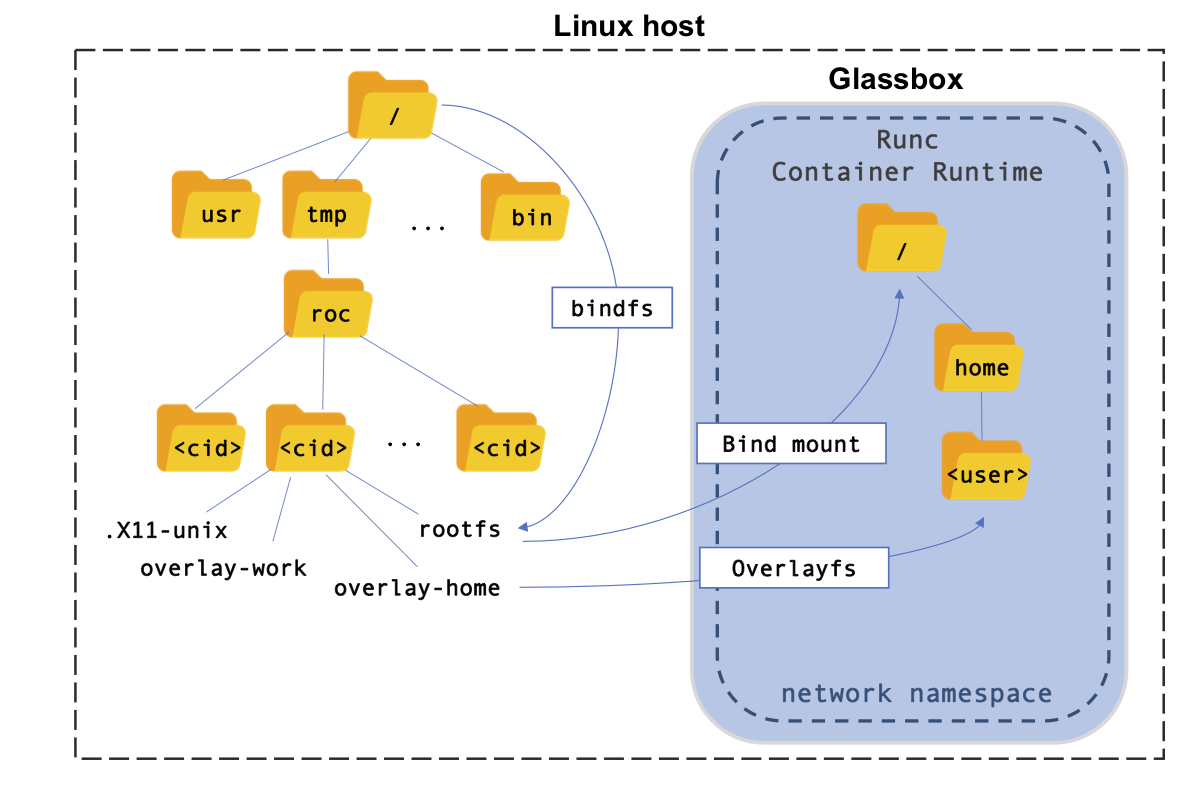 Linux host
Glassbox
/
Runc
Container Runtime
usr
tmp
...
bin
/
bindfs
roc
home
<cid>
<cid>
...
<cid>
Bind mount
<user>
.X11-unix
rootfs
overlay-work
overlay-home
Overlayfs
network namespace